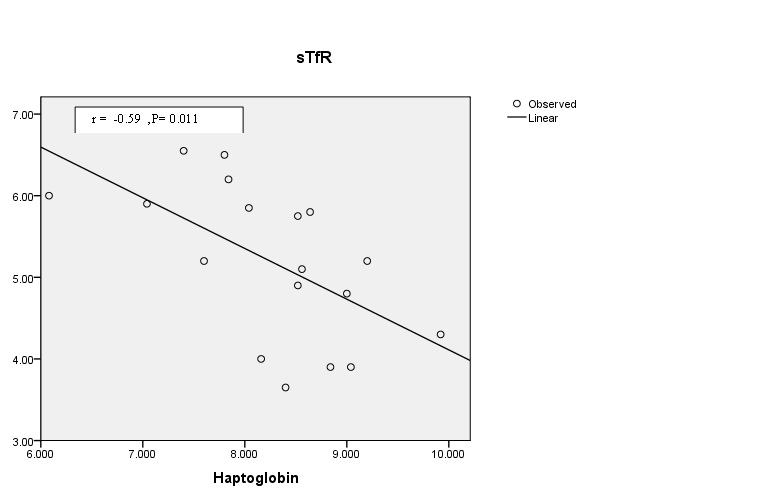 sTfR
r = -0.59 ,P= 0.011
Observed
Linear
7.00
6.00
5.00
4.00
3.00
6.000 7.000 8.000 9.000 10.000
Haptoglobin